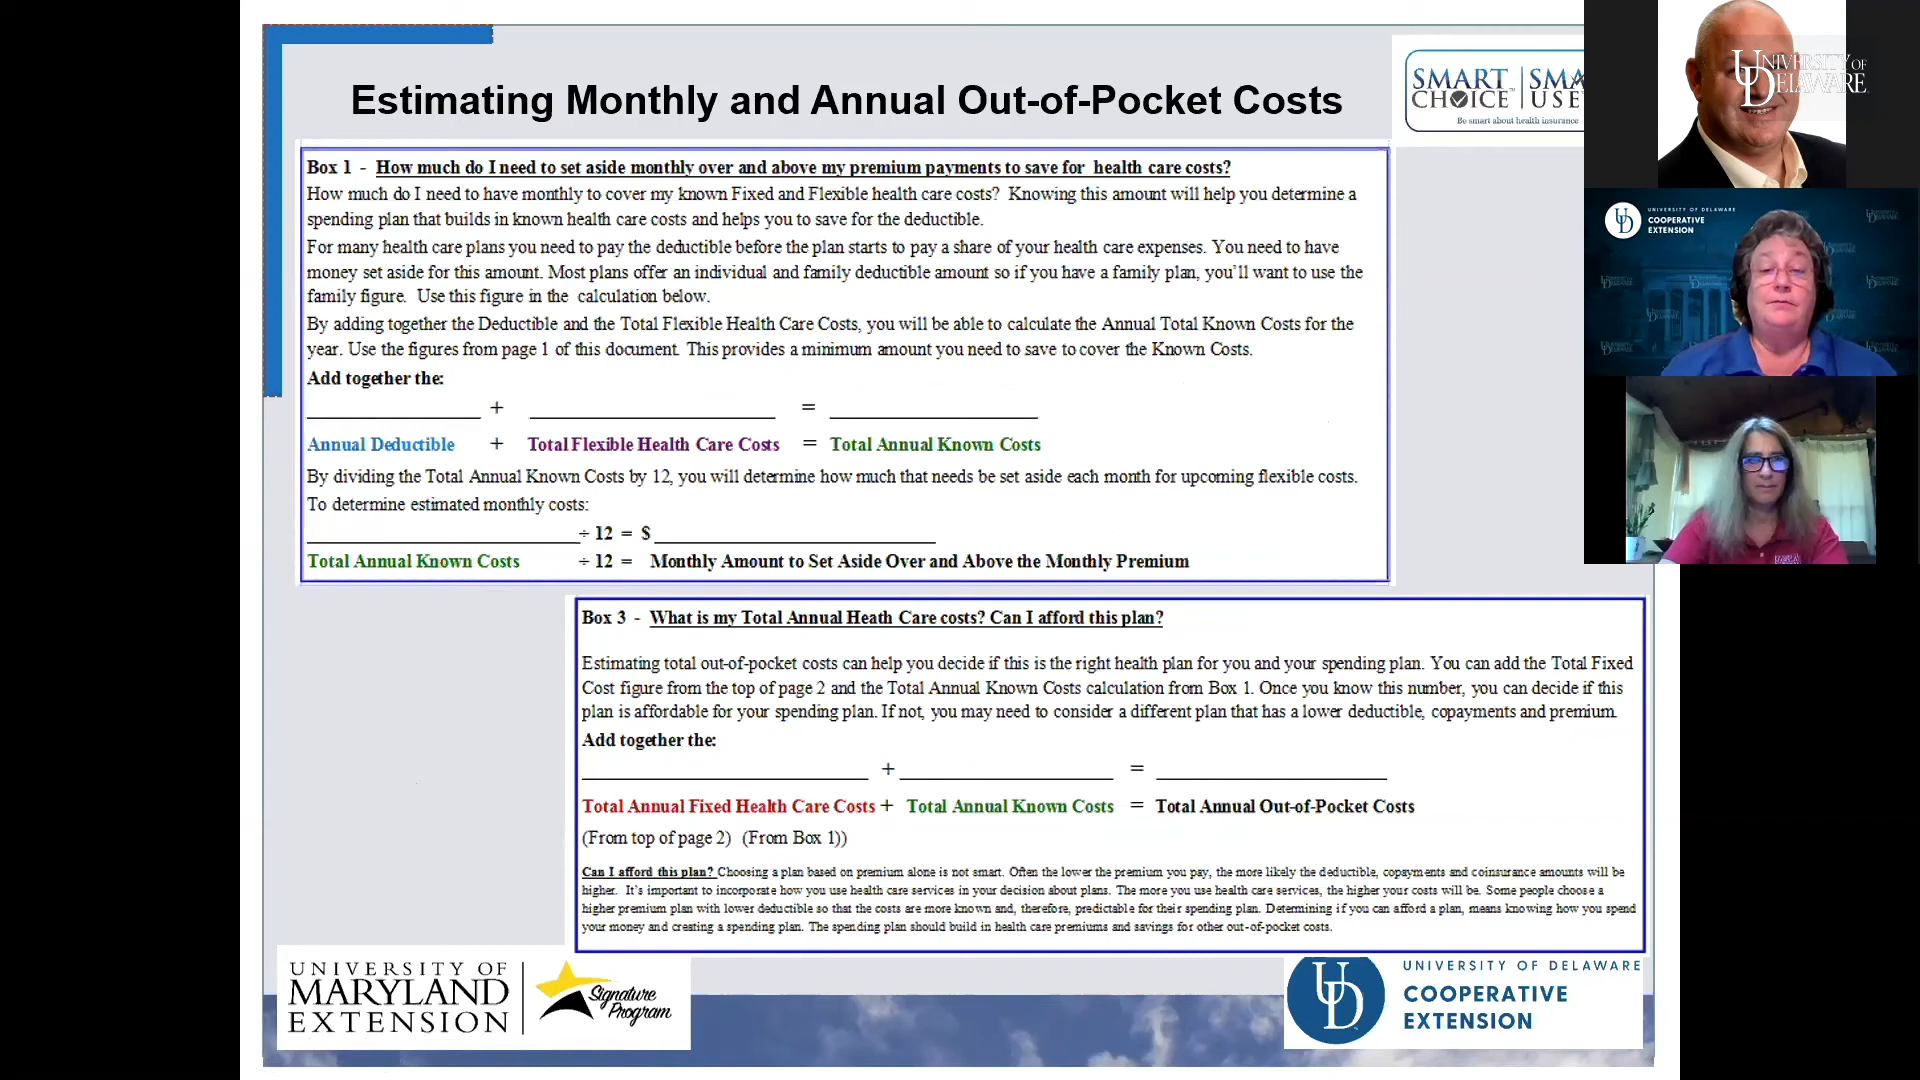 Estimating Monthly and Annual Out-of-Pocket Costs
SMART CHOICE™ | SMA
USE
Be smart about health insurance
UNIVERSITY OF
DELAWARE
Box 1 - How much do I need to set aside monthly over and above my premium payments to save for health care costs?
How much do I need to have monthly to cover my known Fixed and Flexible health care costs? Knowing this amount will help you determine a
spending plan that builds in known health care costs and helps you to save for the deductible.
For many health care plans you need to pay the deductible before the plan starts to pay a share of your health care expenses. You need to have
money set aside for this amount. Most plans offer an individual and family deductible amount so if you have a family plan, you'll want to use the
family figure. Use this figure in the calculation below.
By adding together the Deductible and the Total Flexible Health Care Costs, you will be able to calculate the Annual Total Known Costs for the
year. Use the figures from page 1 of this document. This provides a minimum amount you need to save to cover the Known Costs.
Add together the:
____________ + ____________ = ____________
Annual Deductible + Total Flexible Health Care Costs = Total Annual Known Costs
By dividing the Total Annual Known Costs by 12, you will determine how much that needs be set aside each month for upcoming flexible costs.
To determine estimated monthly costs:
____________ ÷ 12 = $ ____________
Total Annual Known Costs ÷ 12 = Monthly Amount to Set Aside Over and Above the Monthly Premium
Box 3 - What is my Total Annual Heath Care costs? Can I afford this plan?
Estimating total out-of-pocket costs can help you decide if this is the right health plan for you and your spending plan. You can add the Total Fixed
Cost figure from the top of page 2 and the Total Annual Known Costs calculation from Box 1. Once you know this number, you can decide if this
plan is affordable for your spending plan. If not, you may need to consider a different plan that has a lower deductible, copayments and premium.
Add together the:
____________ + ____________ = ____________
Total Annual Fixed Health Care Costs + Total Annual Known Costs = Total Annual Out-of-Pocket Costs
(From top of page 2) (From Box 1))
Can I afford this plan? Choosing a plan based on premium alone is not smart. Often the lower the premium you pay, the more likely the deductible, copayments and coinsurance amounts will be
higher. It's important to incorporate how you use health care services in your decision about plans. The more you use health care services, the higher your costs will be. Some people choose a
higher premium plan with lower deductible so that the costs are more known and, therefore, predictable for their spending plan. Determining if you can afford a plan, means knowing how you spend
your money and creating a spending plan. The spending plan should build in health care premiums and savings for other out-of-pocket costs.
UNIVERSITY OF
MARYLAND
EXTENSION
Signature
Program
UD
UNIVERSITY OF DELAWARE
COOPERATIVE
EXTENSION
UD
UNIVERSITY OF DELAWARE
COOPERATIVE
EXTENSION